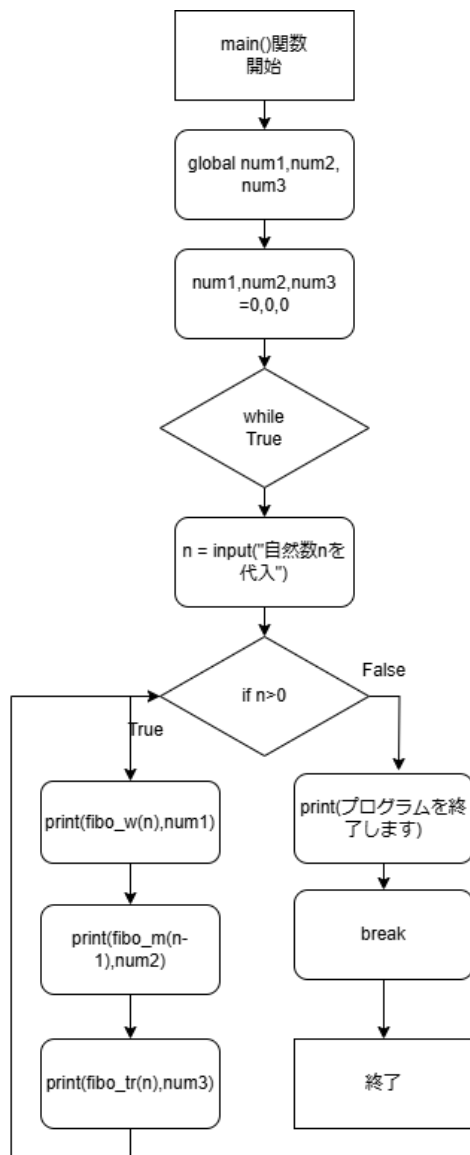 main()関数
開始
global num1,num2,
num3
num1,num2,num3
=0,0,0
while
True
n = input("自然数nを
代入")
if n>0
False
True
print(fibo_w(n),num1)
print(プログラムを終
了します)
print(fibo_m(n-
1),num2)
break
print(fibo_tr(n),num3)
終了